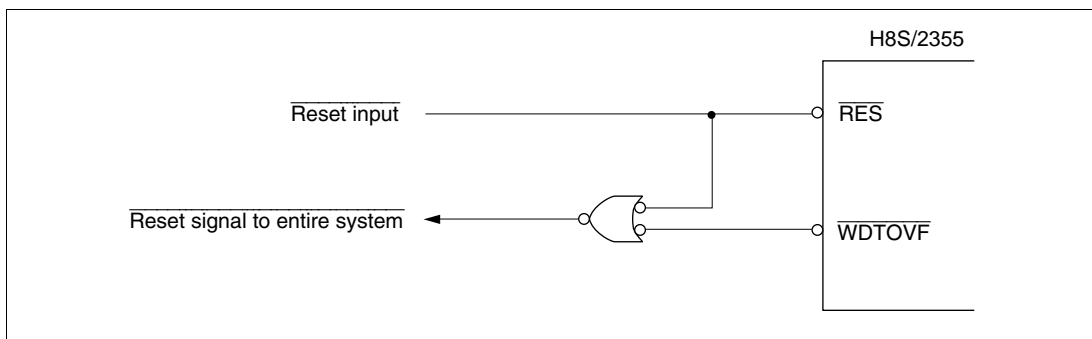 H8S/2355
Reset input
RES
Reset signal to entire system
WDTOVF